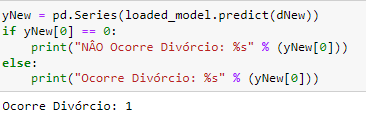 yNew = pd.Series(loaded_model.predict(dNew))
if yNew[0] == 0:
    print("NÃO Ocorre Divórcio: %s" % (yNew[0]))
else:
    print("Ocorre Divórcio: %s" % (yNew[0]))
Ocorre Divórcio: 1